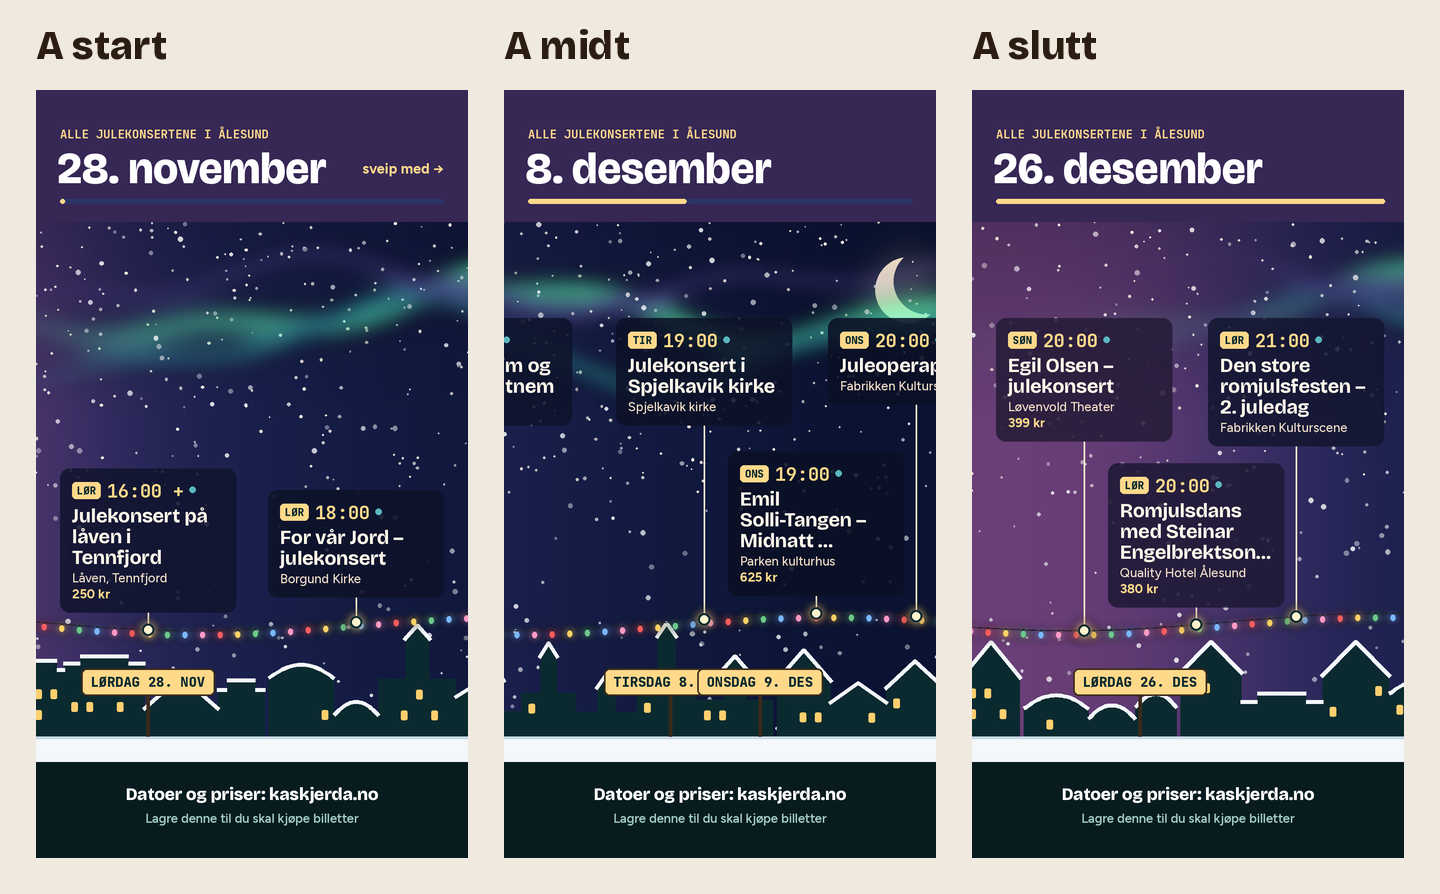 A start
ALLE JULEKONSERTENE I ÅLESUND
28. november
sveip med →
LØR 16:00 +
Julekonsert på
låven i
Tennfjord
Låven, Tennfjord
250 kr
LØR 18:00
For vår Jord –
julekonsert
Borgund Kirke
LØRDAG 28. NOV
Datoer og priser: kaskjerda.no
Lagre denne til du skal kjøpe billetter
A midt
ALLE JULEKONSERTENE I ÅLESUND
8. desember
m og
tnem
TIR 19:00
Julekonsert i
Spjelkavik kirke
Spjelkavik kirke
ONS 20:00
Juleoperap
Fabrikken Kulturs
ONS 19:00
Emil
Solli-Tangen –
Midnatt ...
Parken kulturhus
625 kr
TIRSDAG 8.
ONSDAG 9. DES
Datoer og priser: kaskjerda.no
Lagre denne til du skal kjøpe billetter
A slutt
ALLE JULEKONSERTENE I ÅLESUND
26. desember
SØN 20:00
Egil Olsen –
julekonsert
Løvenvold Theater
399 kr
LØR 21:00
Den store
romjulsfesten –
2. juledag
Fabrikken Kulturscene
LØR 20:00
Romjulsdans
med Steinar
Engelbrektson...
Quality Hotel Ålesund
380 kr
LØRDAG 26. DES
Datoer og priser: kaskjerda.no
Lagre denne til du skal kjøpe billetter